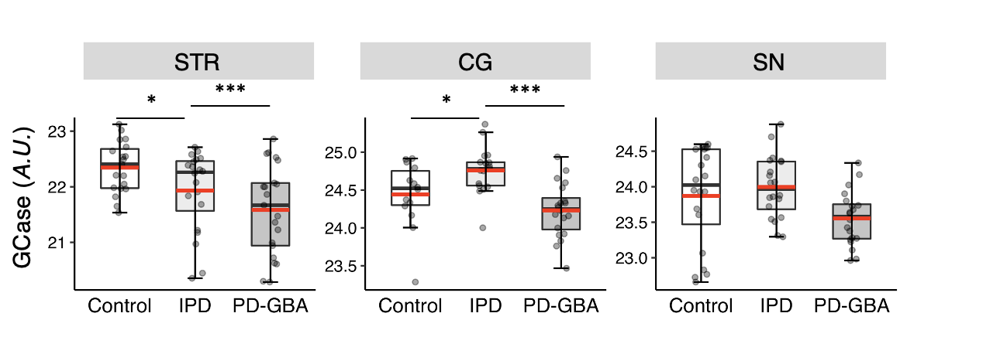 STR CG SN
* *** * ***
GCase (A.U.)
23 25.0 24.5
22 24.5 24.0
21 24.0 23.5
23.5 23.0
Control IPD PD-GBA Control IPD PD-GBA Control IPD PD-GBA